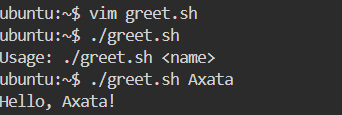 ubuntu:~$ vim greet.sh
ubuntu:~$ ./greet.sh
Usage: ./greet.sh <name>
ubuntu:~$ ./greet.sh Axata
Hello, Axata!